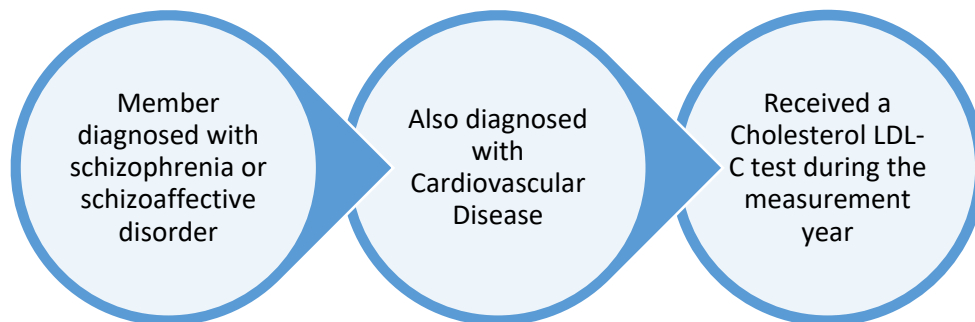 Member
diagnosed with
schizophrenia or
schizoaffective
disorder
Also diagnosed
with
Cardiovascular
Disease
Received a
Cholesterol LDL-
C test during the
measurement
year